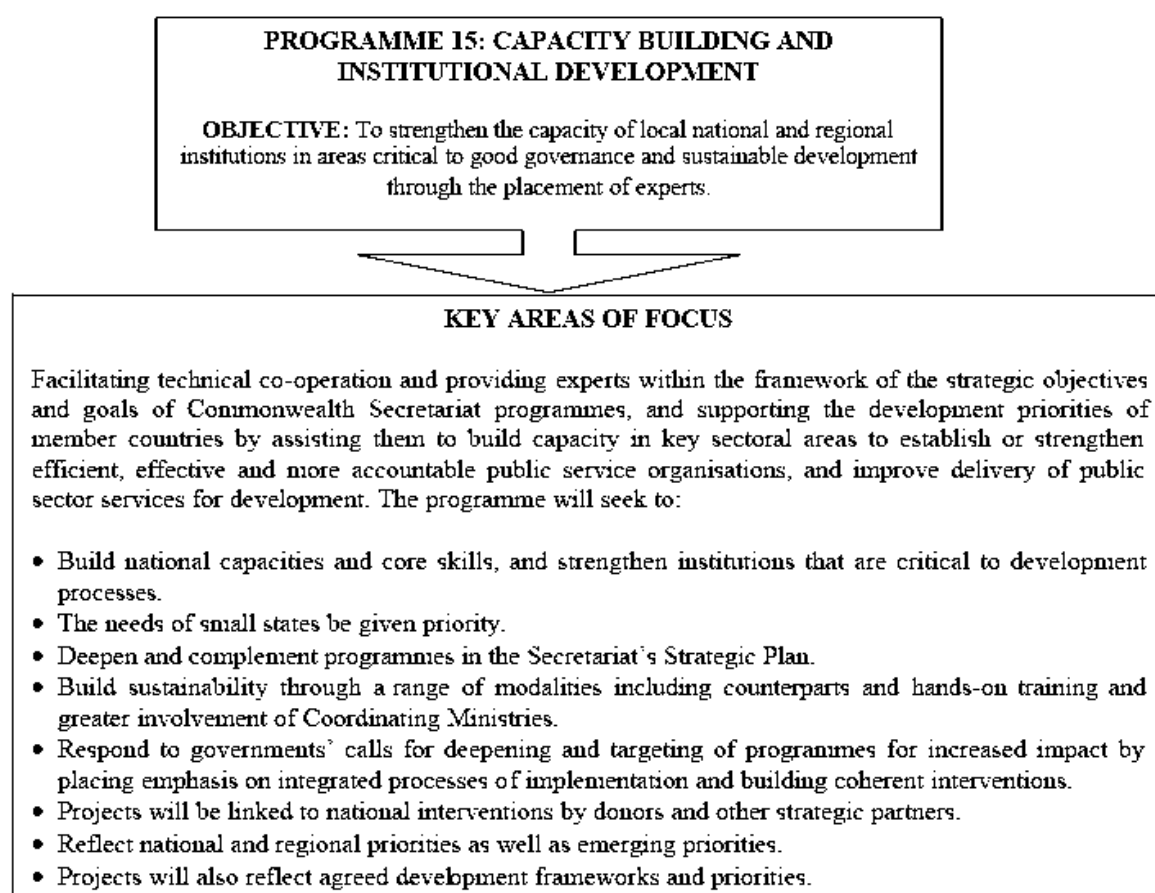 PROGRAMME 15: CAPACITY BUILDING AND
INSTITUTIONAL DEVELOPMENT
OBJECTIVE: To strengthen the capacity of local national and regional
institutions in areas critical to good governance and sustainable development
through the placement of experts.
KEY AREAS OF FOCUS
Facilitating technical co-operation and providing experts within the framework of the strategic objectives
and goals of Commonwealth Secretariat programmes, and supporting the development priorities of
member countries by assisting them to build capacity in key sectoral areas to establish or strengthen
efficient, effective and more accountable public service organisations, and improve delivery of public
sector services for development. The programme will seek to:
• Build national capacities and core skills, and strengthen institutions that are critical to development
processes.
• The needs of small states be given priority.
• Deepen and complement programmes in the Secretariat's Strategic Plan.
• Build sustainability through a range of modalities including counterparts and hands-on training and
greater involvement of Coordinating Ministries.
• Respond to governments' calls for deepening and targeting of programmes for increased impact by
placing emphasis on integrated processes of implementation and building coherent interventions.
• Projects will be linked to national interventions by donors and other strategic partners.
• Reflect national and regional priorities as well as emerging priorities.
• Projects will also reflect agreed development frameworks and priorities.